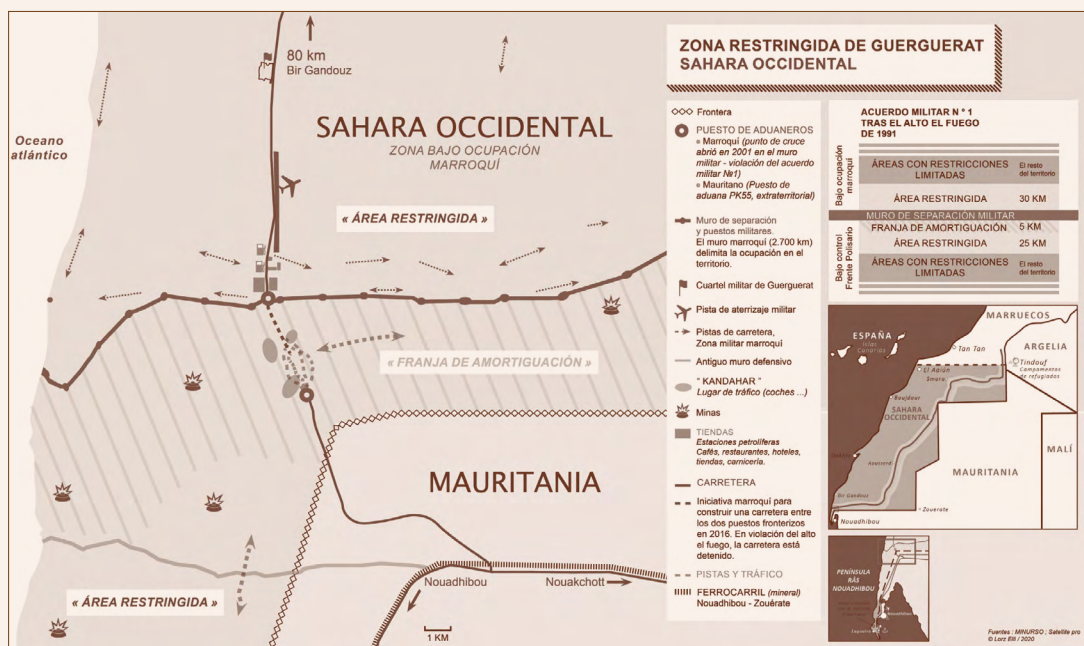 80 km
Bir Gandouz
Oceano
atlántico
SAHARA OCCIDENTAL
ZONA BAJO OCUPACIÓN
MARROQUÍ
« ÁREA RESTRINGIDA »
« FRANJA DE AMORTIGUACIÓN »
MAURITANIA
Nouadhibou
Nouakchott
« ÁREA RESTRINGIDA »
1 KM
ZONA RESTRINGIDA DE GUERGUERAT
SAHARA OCCIDENTAL
Frontera
PUESTO DE ADUANEROS
Marroquí (punto de cruce
abrió en 2001 en el muro
militar - violación del acuerdo
militar №1)
Mauritano (Puesto de
aduana PK55, extraterritorial)
Muro de separación
y puestos militares.
El muro marroquí (2.700 km)
delimita la ocupación en el
territorio.
Cuartel militar de Guerguerat
Pista de aterrizaje militar
Pistas de carretera,
Zona militar marroquí
Antiguo muro defensivo
" KANDAHAR "
Lugar de tráfico (coches ...)
Minas
TIENDAS
Estaciones petrolíferas
Cafés, restaurantes, hoteles,
tiendas, carnicería.
CARRETERA
Iniciativa marroquí para
construir una carretera entre
los dos puestos fronterizos
en 2016. En violación del alto
el fuego, la carretera está
detenido.
PISTAS Y TRÁFICO
FERROCARRIL (mineral)
Nouadhibou - Zouérate
ACUERDO MILITAR N ° 1
TRAS EL ALTO EL FUEGO
DE 1991
Bajo ocupación
marroquí
ÁREAS CON RESTRICCIONES
LIMITADAS
El resto
del territorio
ÁREA RESTRINGIDA 30 KM
MURO DE SEPARACIÓN MILITAR
FRANJA DE AMORTIGUACIÓN 5 KM
ÁREA RESTRINGIDA 25 KM
Bajo control
Frente Polisario
ÁREAS CON RESTRICCIONES
LIMITADAS
El resto
del territorio
MARRUECOS
ESPAÑA
Islas
Canarias
Tan Tan
ARGELIA
Tindouf
Campamentos
de refugiados
El Aaiún
Smara
Boujdour
SAHARA
OCCIDENTAL
MALÍ
MAURITANIA
Bir Gandouz
Zouerate
Nouadhibou
PENÍNSULA
RÀS
NOUADHIBOU
Fuentes : MINURSO ; Satellite pro
© Lorz Elli / 2020